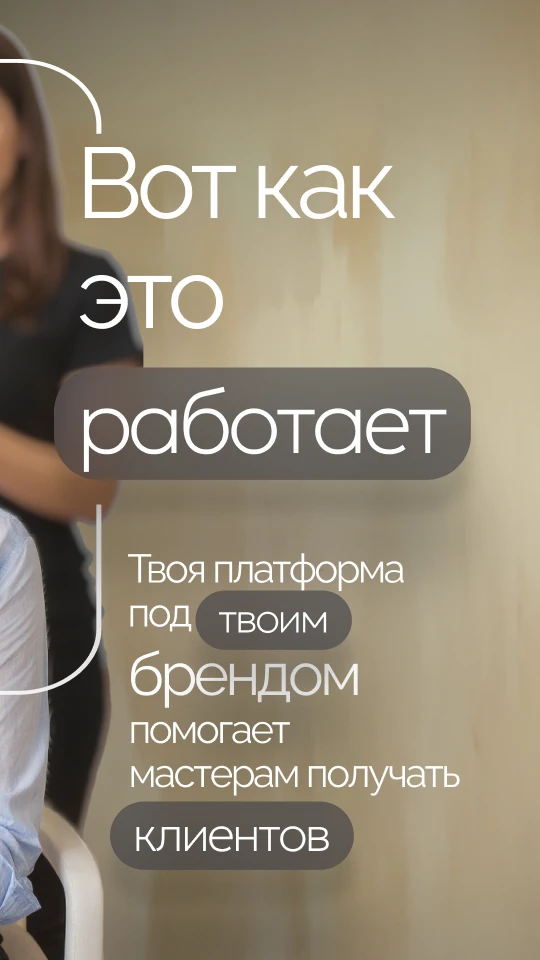 Вот как
это
работает
Твоя платформа
под твоим
брендом
помогает
мастерам получать
клиентов